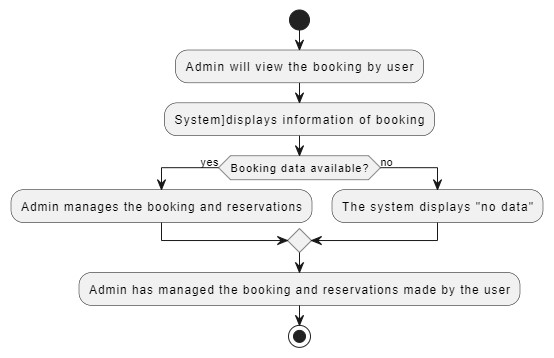 Admin will view the booking by user
System]displays information of booking
yes
Booking data available?
no
Admin manages the booking and reservations
The system displays "no data"
Admin has managed the booking and reservations made by the user